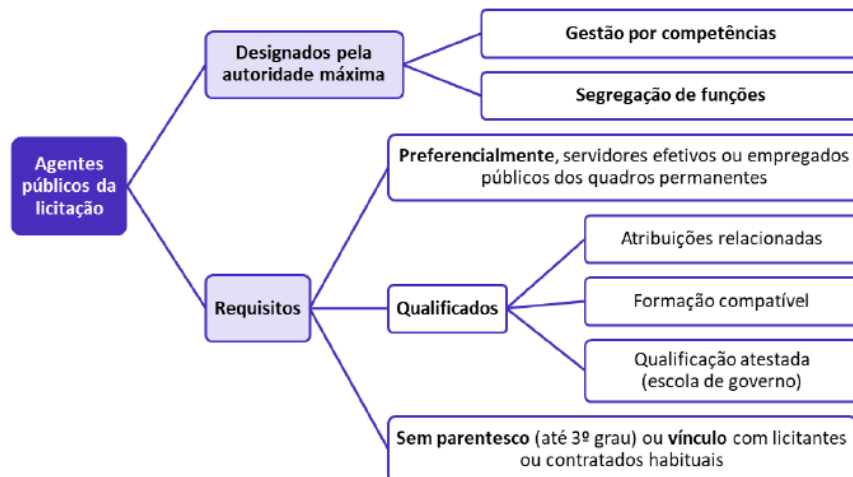 Agentes
públicos da
licitação
Designados pela
autoridade máxima
Gestão por competências
Segregação de funções
Requisitos
Preferencialmente, servidores efetivos ou empregados
públicos dos quadros permanentes
Qualificados
Atribuições relacionadas
Formação compatível
Qualificação atestada
(escola de governo)
Sem parentesco (até 3º grau) ou vínculo com licitantes
ou contratados habituais